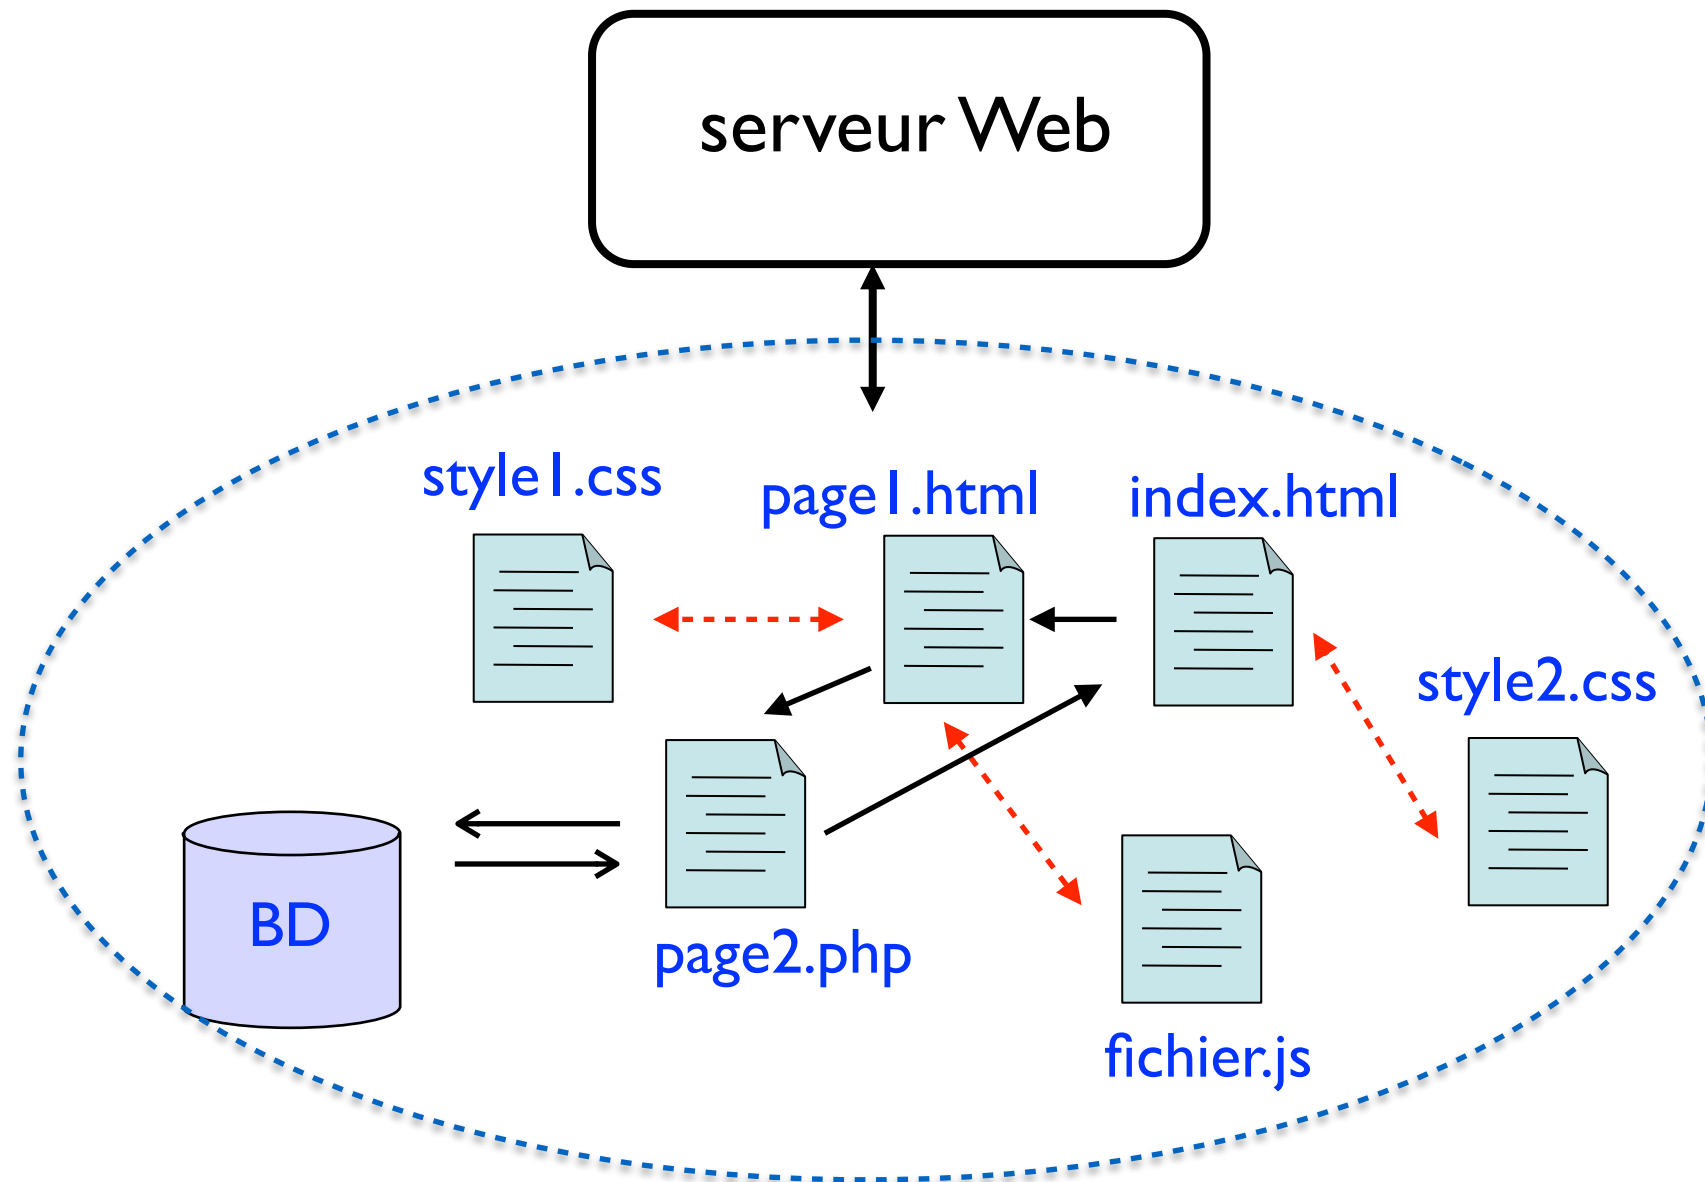 serveur Web
style1.css
page1.html
index.html
style2.css
BD
page2.php
fichier.js